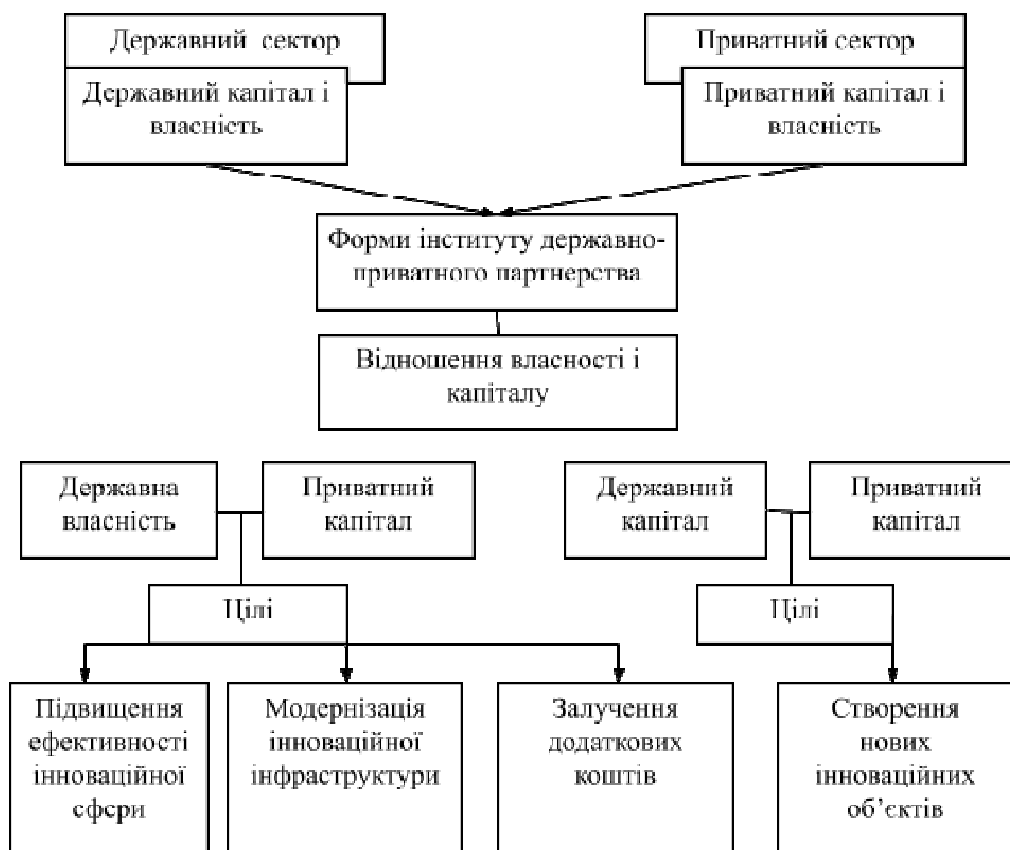 Державний сектор
Приватний сектор
Державний капітал і
власність
Приватний капітал і
власність
Форми інституту державно-
приватного партнерства
Відношення власності і
капіталу
Державна
власність
Приватний
капітал
Державний
капітал
Приватний
капітал
Цілі
Цілі
Підвищення
ефективності
інноваційної
сфери
Модернізація
інноваційної
інфраструктури
Залучення
додаткових
коштів
Створення
нових
інноваційних
об’єктів